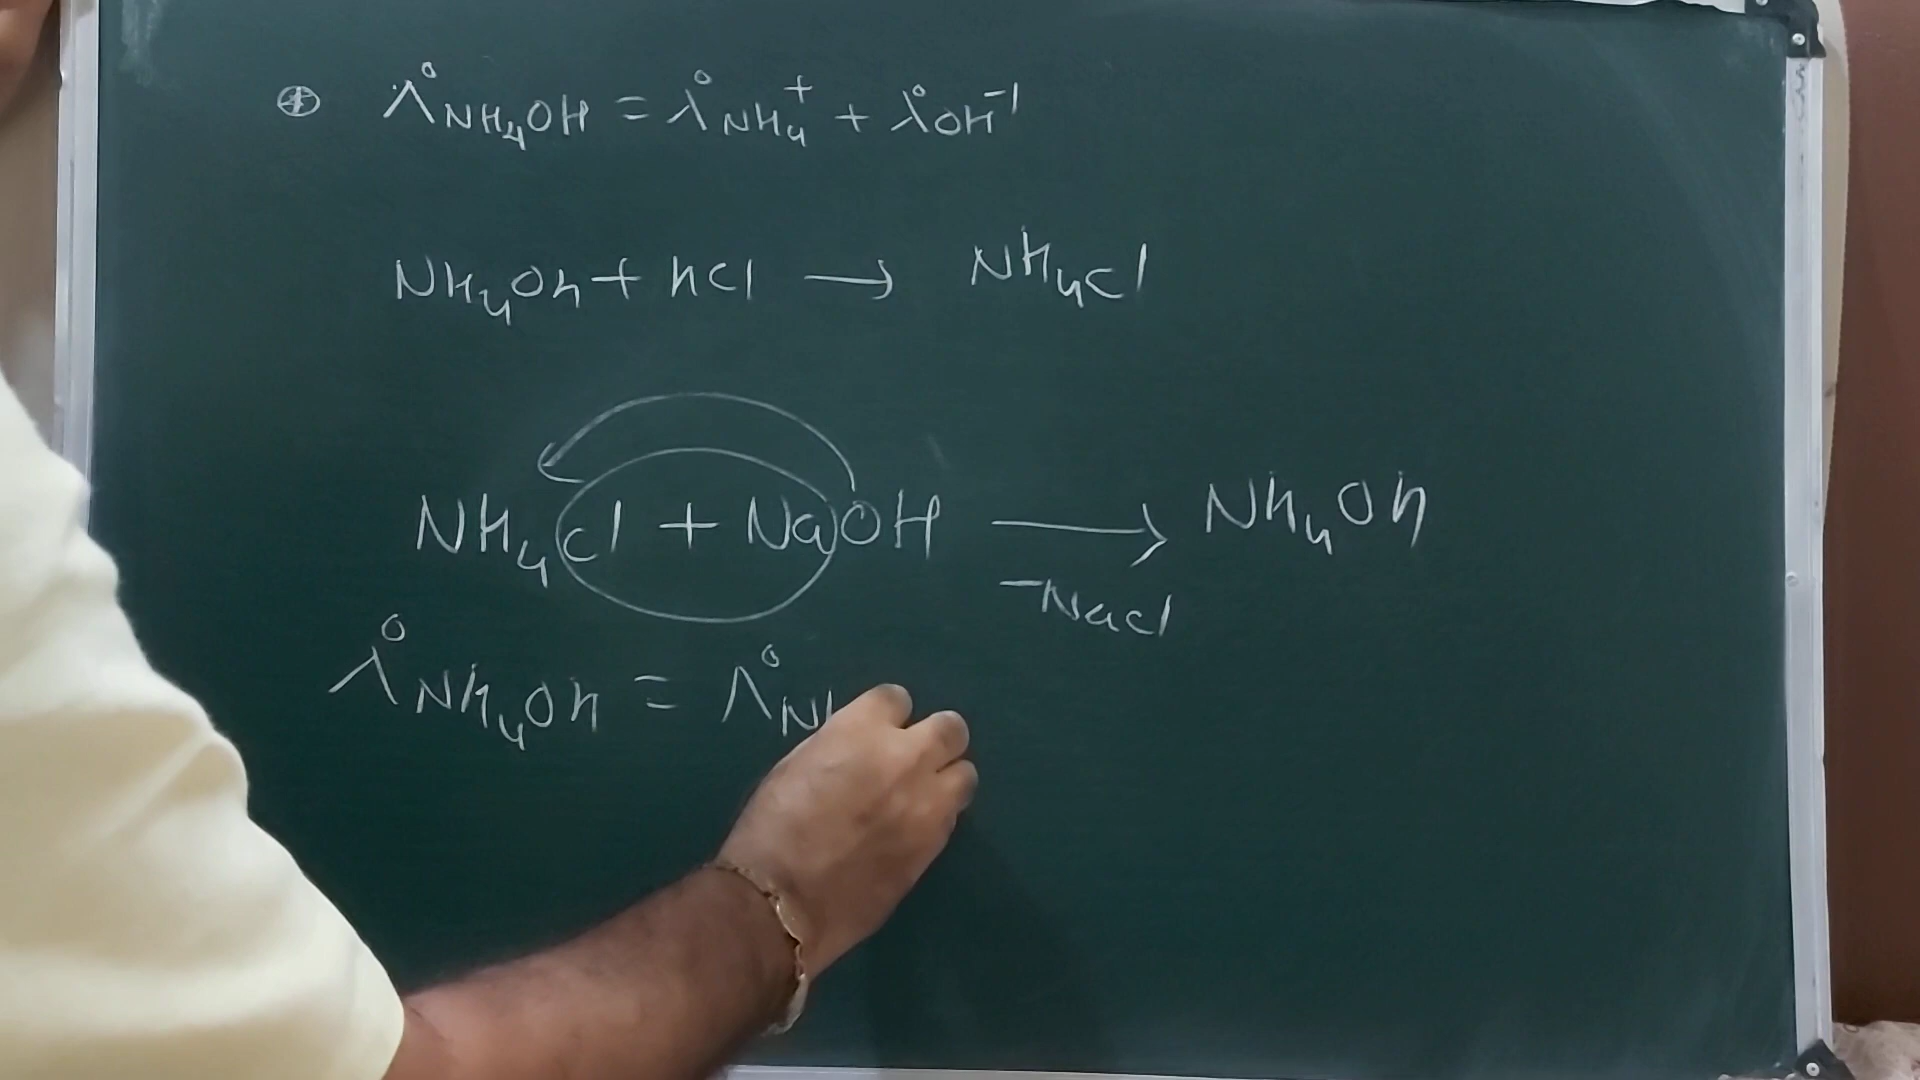 ⊕ Λ°NH₄OH = λ°NH₄⁺ + λ°OH⁻¹
NH₄Oh + hCl → NH₄Cl
NH₄Cl + NaOH → Nh₄Oh
-NaCl
Λ°Nh₄Oh = Λ°N